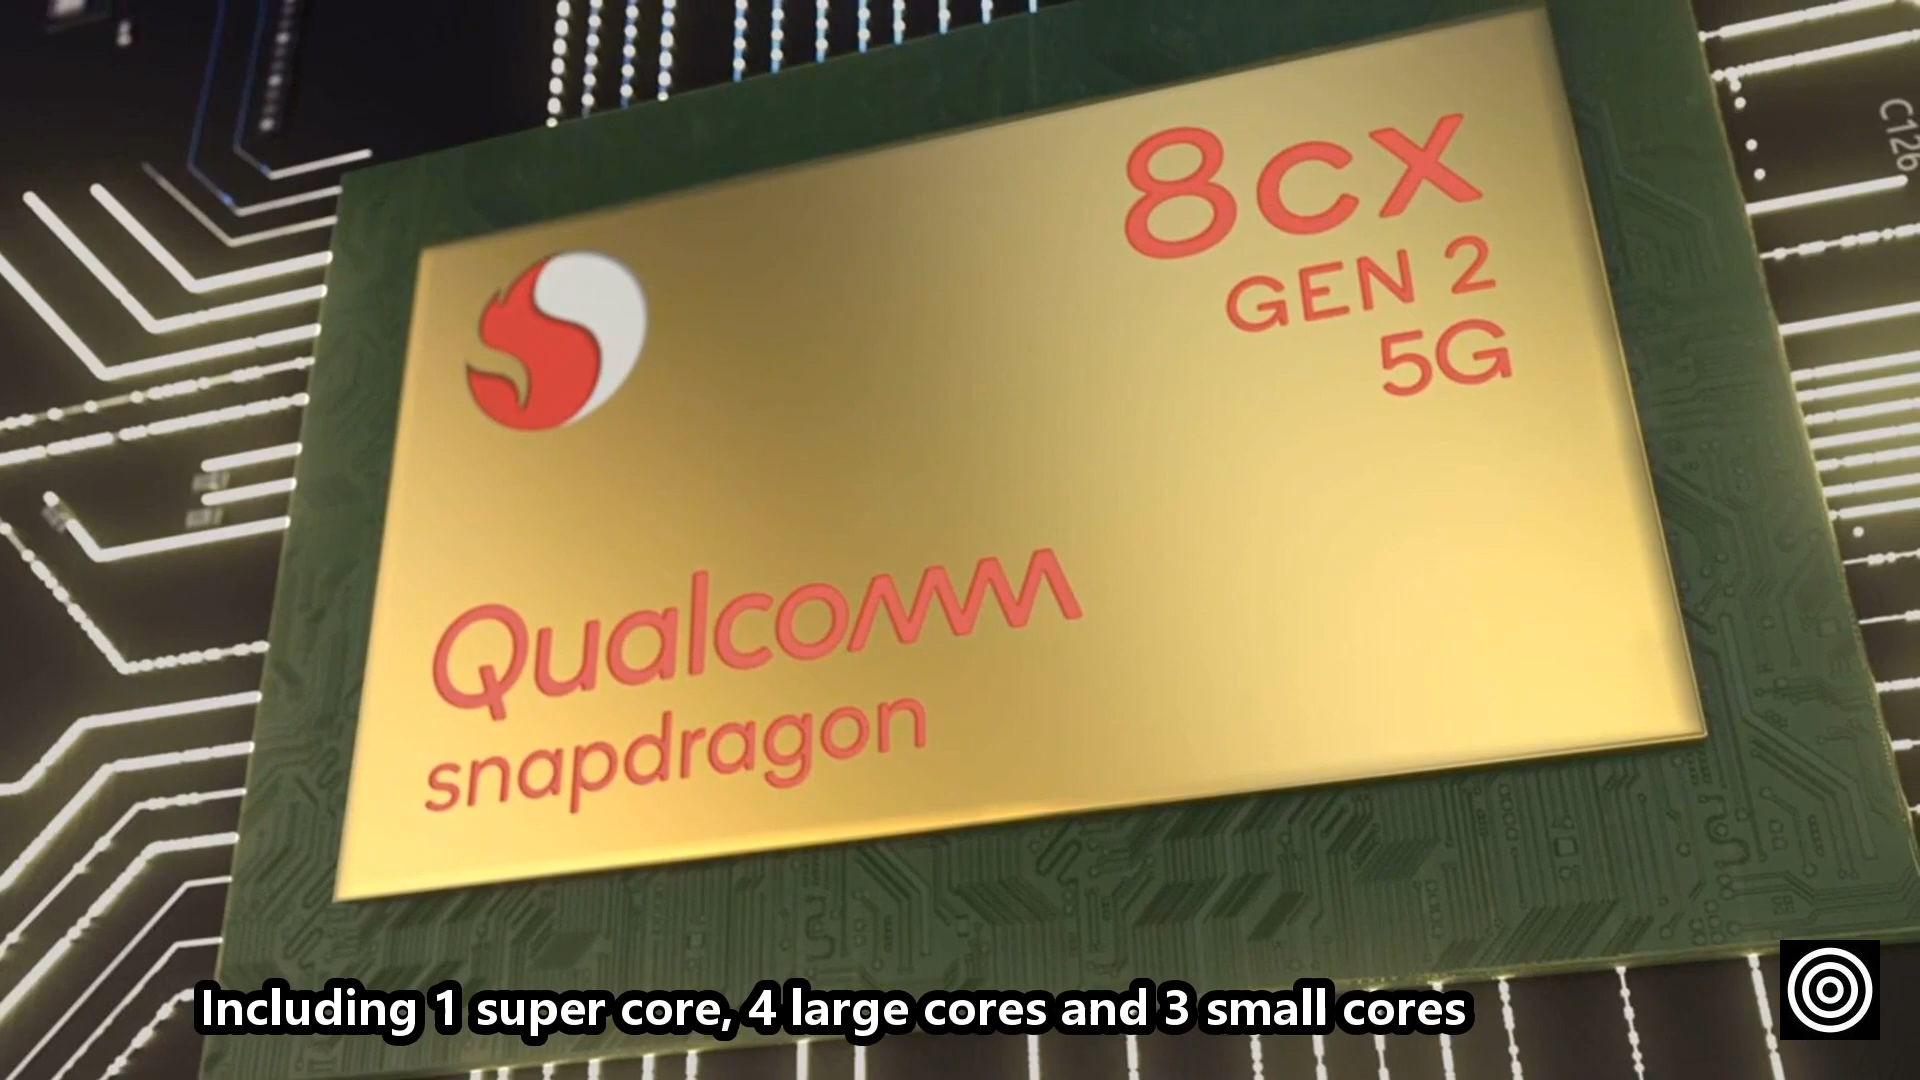 8cx
GEN 2
5G
C126
Qualcomm
snapdragon
Including 1 super core, 4 large cores and 3 small cores